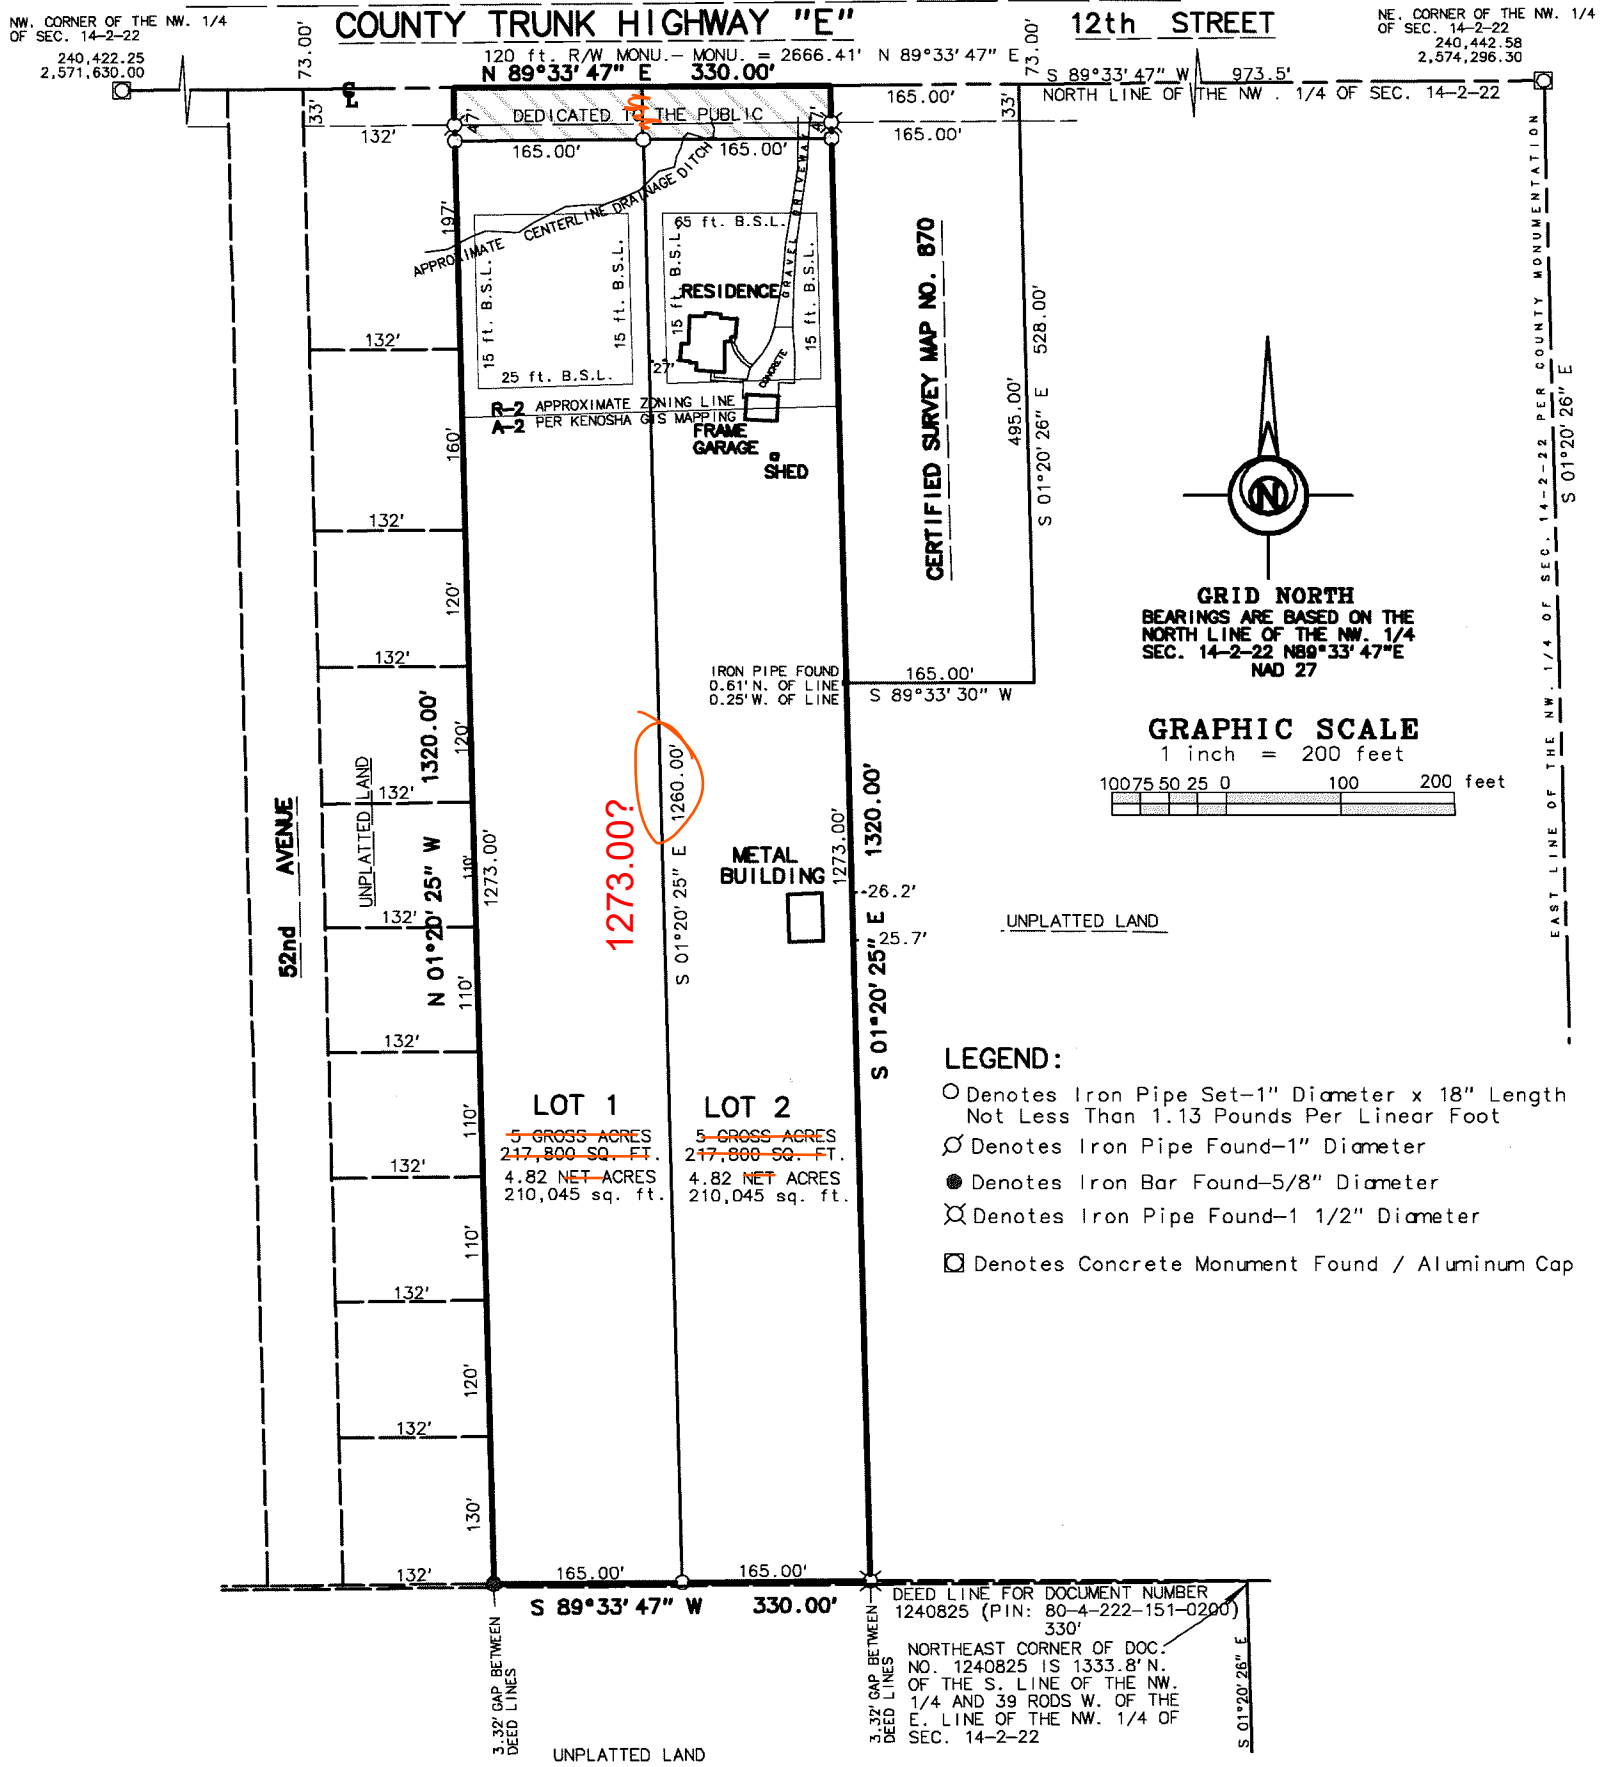 NW. CORNER OF THE NW. 1/4
OF SEC. 14-2-22
240,422.25
2,571,630.00
73.00'
COUNTY TRUNK HIGHWAY "E"
12th STREET
NE. CORNER OF THE NW. 1/4
OF SEC. 14-2-22
240,442.58
2,574,296.30
120 ft. R/W MONU.- MONU. = 2666.41' N 89°33'47" E
73.00'
N 89°33'47" E 330.00'
S 89°33'47" W 973.5'
NORTH LINE OF THE NW . 1/4 OF SEC. 14-2-22
CL
33'
33'
165.00'
132'
47'
DEDICATED TO THE PUBLIC
47'
165.00'
165.00'
165.00'
APPROXIMATE CENTERLINE DRAINAGE DITCH
GRAVEL DRIVEWAY
197'
65 ft. B.S.L.
15 ft. B.S.L.
15 ft. B.S.L.
15 ft. B.S.L.
15 ft. B.S.L.
RESIDENCE
CONCRETE
27'
25 ft. B.S.L.
R-2 APPROXIMATE ZONING LINE
A-2 PER KENOSHA GIS MAPPING
FRAME
GARAGE
SHED
CERTIFIED SURVEY MAP NO. 870
495.00'
S 01°20'26" E 528.00'
EAST LINE OF THE NW. 1/4 OF SEC. 14-2-22 PER COUNTY MONUMENTATION
S 01°20'26" E
N
GRID NORTH
BEARINGS ARE BASED ON THE
NORTH LINE OF THE NW. 1/4
SEC. 14-2-22 N89°33'47"E
NAD 27
132'
160'
132'
120'
132'
IRON PIPE FOUND
0.61'N. OF LINE
0.25'W. OF LINE
165.00'
S 89°33'30" W
GRAPHIC SCALE
1 inch = 200 feet
100 75 50 25 0 100 200 feet
120'
132'
UNPLATTED LAND
N 01°20'25" W 1320.00'
1273.00'
110'
52nd AVENUE
1273.00?
S 01°20'25" E 1260.00'
METAL
BUILDING
1273.00'
S 01°20'25" E 1320.00'
26.2'
25.7'
UNPLATTED LAND
132'
110'
132'
110'
132'
110'
132'
120'
132'
130'
132'
LOT 1
5 GROSS ACRES
217,800 SQ. FT.
4.82 NET ACRES
210,045 sq. ft.
LOT 2
5 GROSS ACRES
217,800 SQ. FT.
4.82 NET ACRES
210,045 sq. ft.
LEGEND:
Denotes Iron Pipe Set-1" Diameter x 18" Length
Not Less Than 1.13 Pounds Per Linear Foot
Denotes Iron Pipe Found-1" Diameter
Denotes Iron Bar Found-5/8" Diameter
Denotes Iron Pipe Found-1 1/2" Diameter
Denotes Concrete Monument Found / Aluminum Cap
165.00'
165.00'
S 89°33'47" W 330.00'
3.32' GAP BETWEEN
DEED LINES
3.32' GAP BETWEEN
DEED LINES
DEED LINE FOR DOCUMENT NUMBER
1240825 (PIN: 80-4-222-151-0200)
330'
NORTHEAST CORNER OF DOC.
NO. 1240825 IS 1333.8'N.
OF THE S. LINE OF THE NW.
1/4 AND 39 RODS W. OF THE
E. LINE OF THE NW. 1/4 OF
SEC. 14-2-22
S 01°20'26" E
UNPLATTED LAND